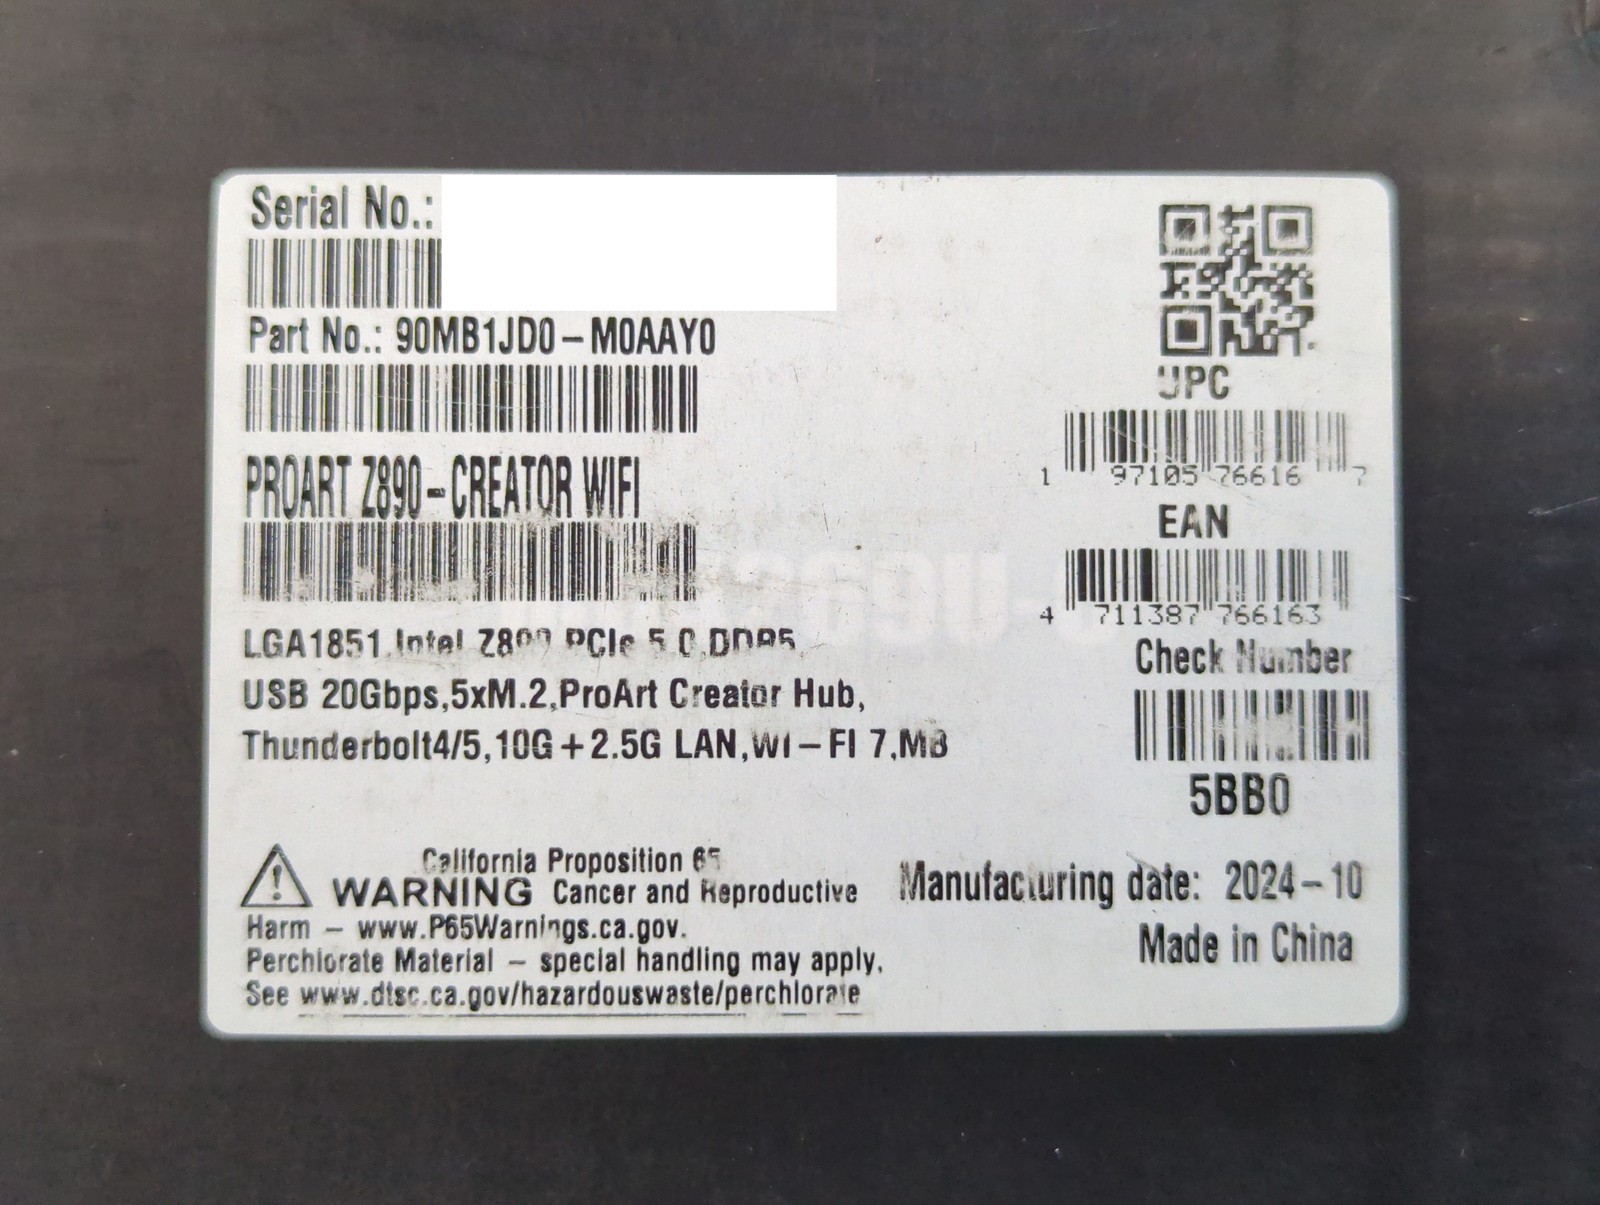 Serial No.:
Part No.: 90MB1JD0-M0AAY0
PROART Z890-CREATOR WIFI
LGA1851,Intel Z890 PCIe 5.0,DDR5,
USB 20Gbps,5xM.2,ProArt Creator Hub,
Thunderbolt4/5,10G+2.5G LAN,WI-FI 7,MB
California Proposition 65
WARNING Cancer and Reproductive
Harm - www.P65Warnings.ca.gov.
Perchlorate Material - special handling may apply,
See www.dtsc.ca.gov/hazardouswaste/perchlorate
UPC
1 97105 76616 7
EAN
4 711387 766163
Check Number
5BB0
Manufacturing date: 2024-10
Made in China